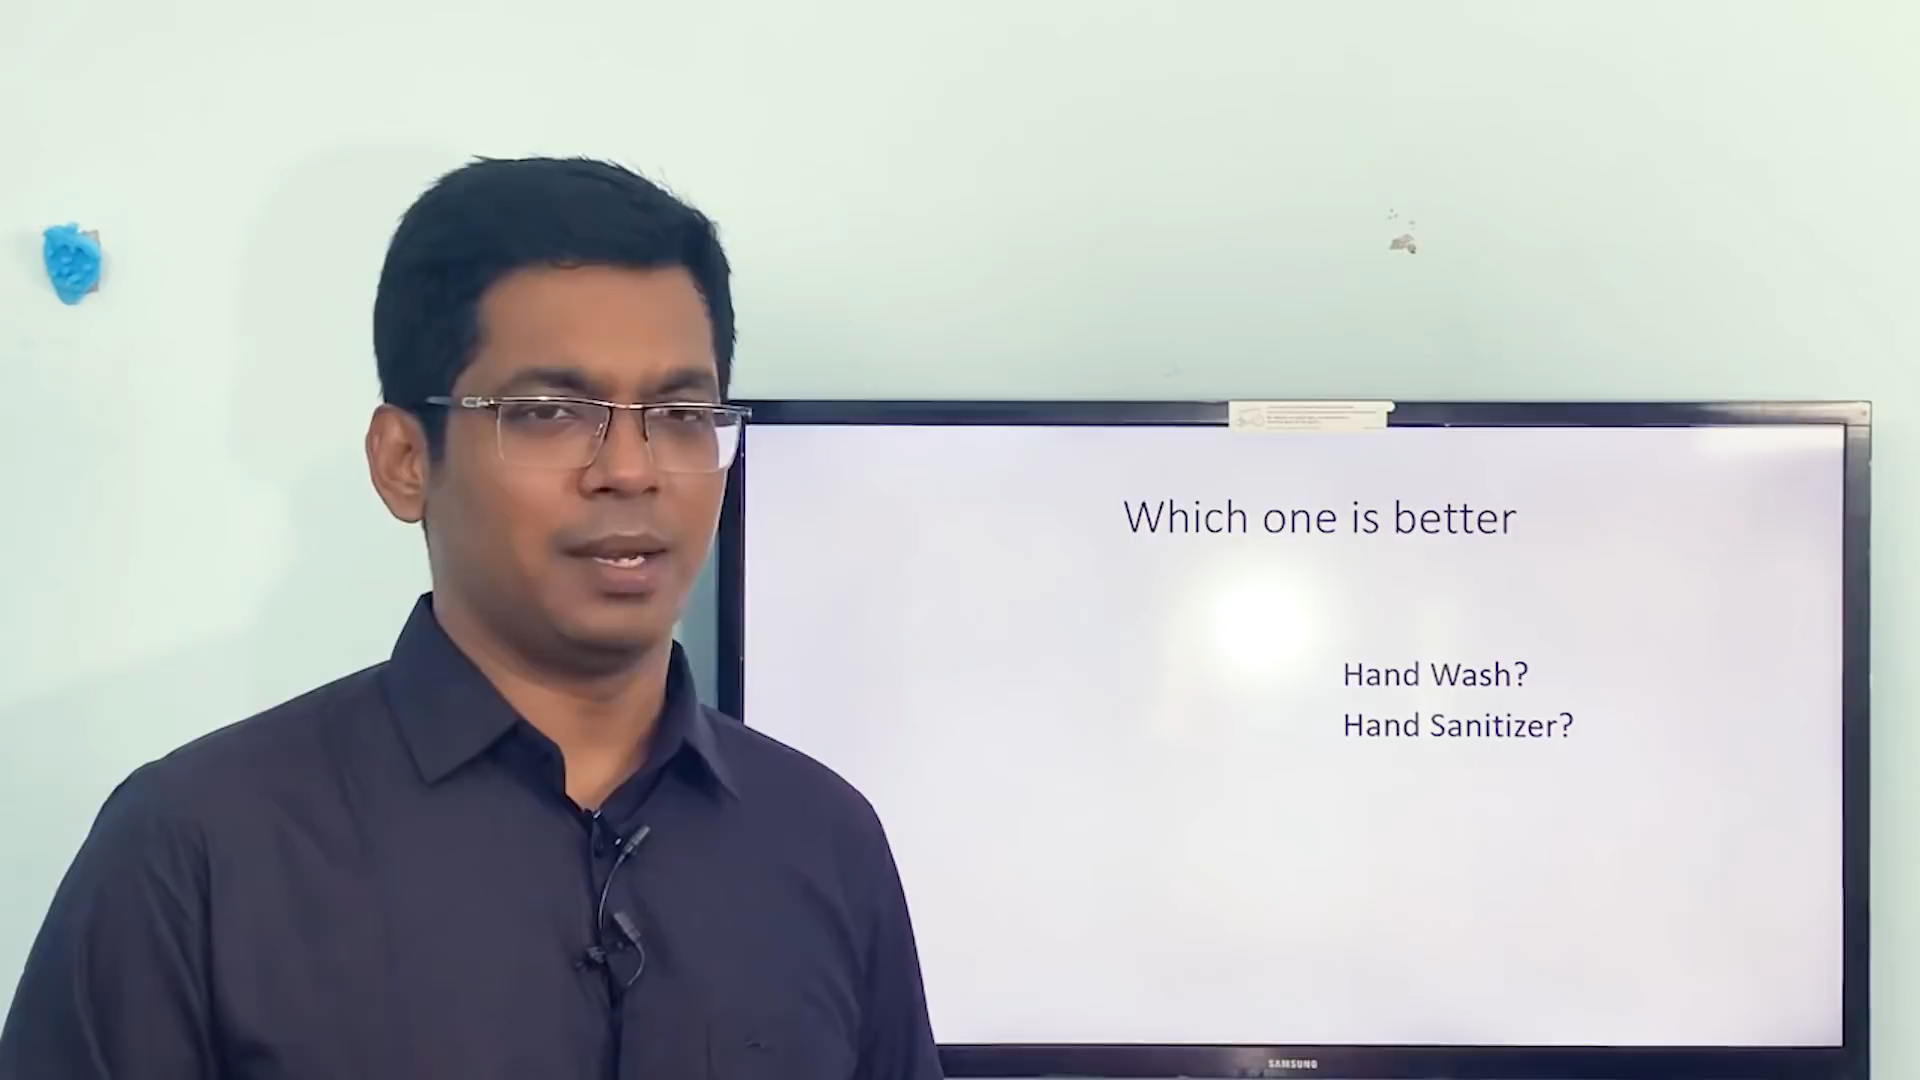 Which one is better
Hand Wash?
Hand Sanitizer?
SAMSUNG